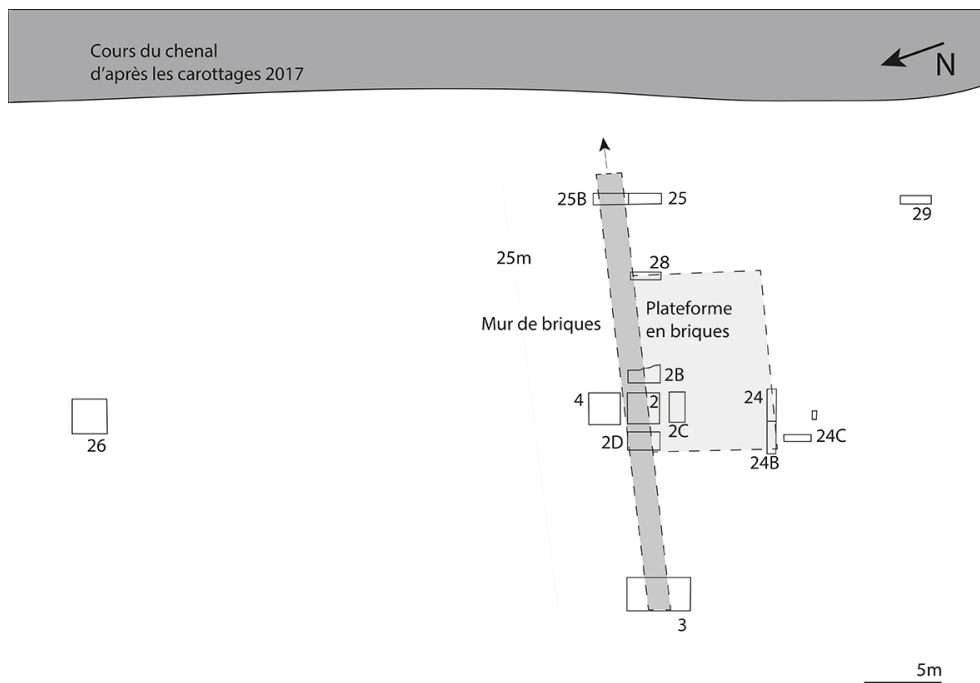 Cours du chenal
d'après les carottages 2017
N
25B
25
29
25m
28
Plateforme
en briques
Mur de briques
2B
4
2
24
2C
26
2D
24C
24B
3
5m